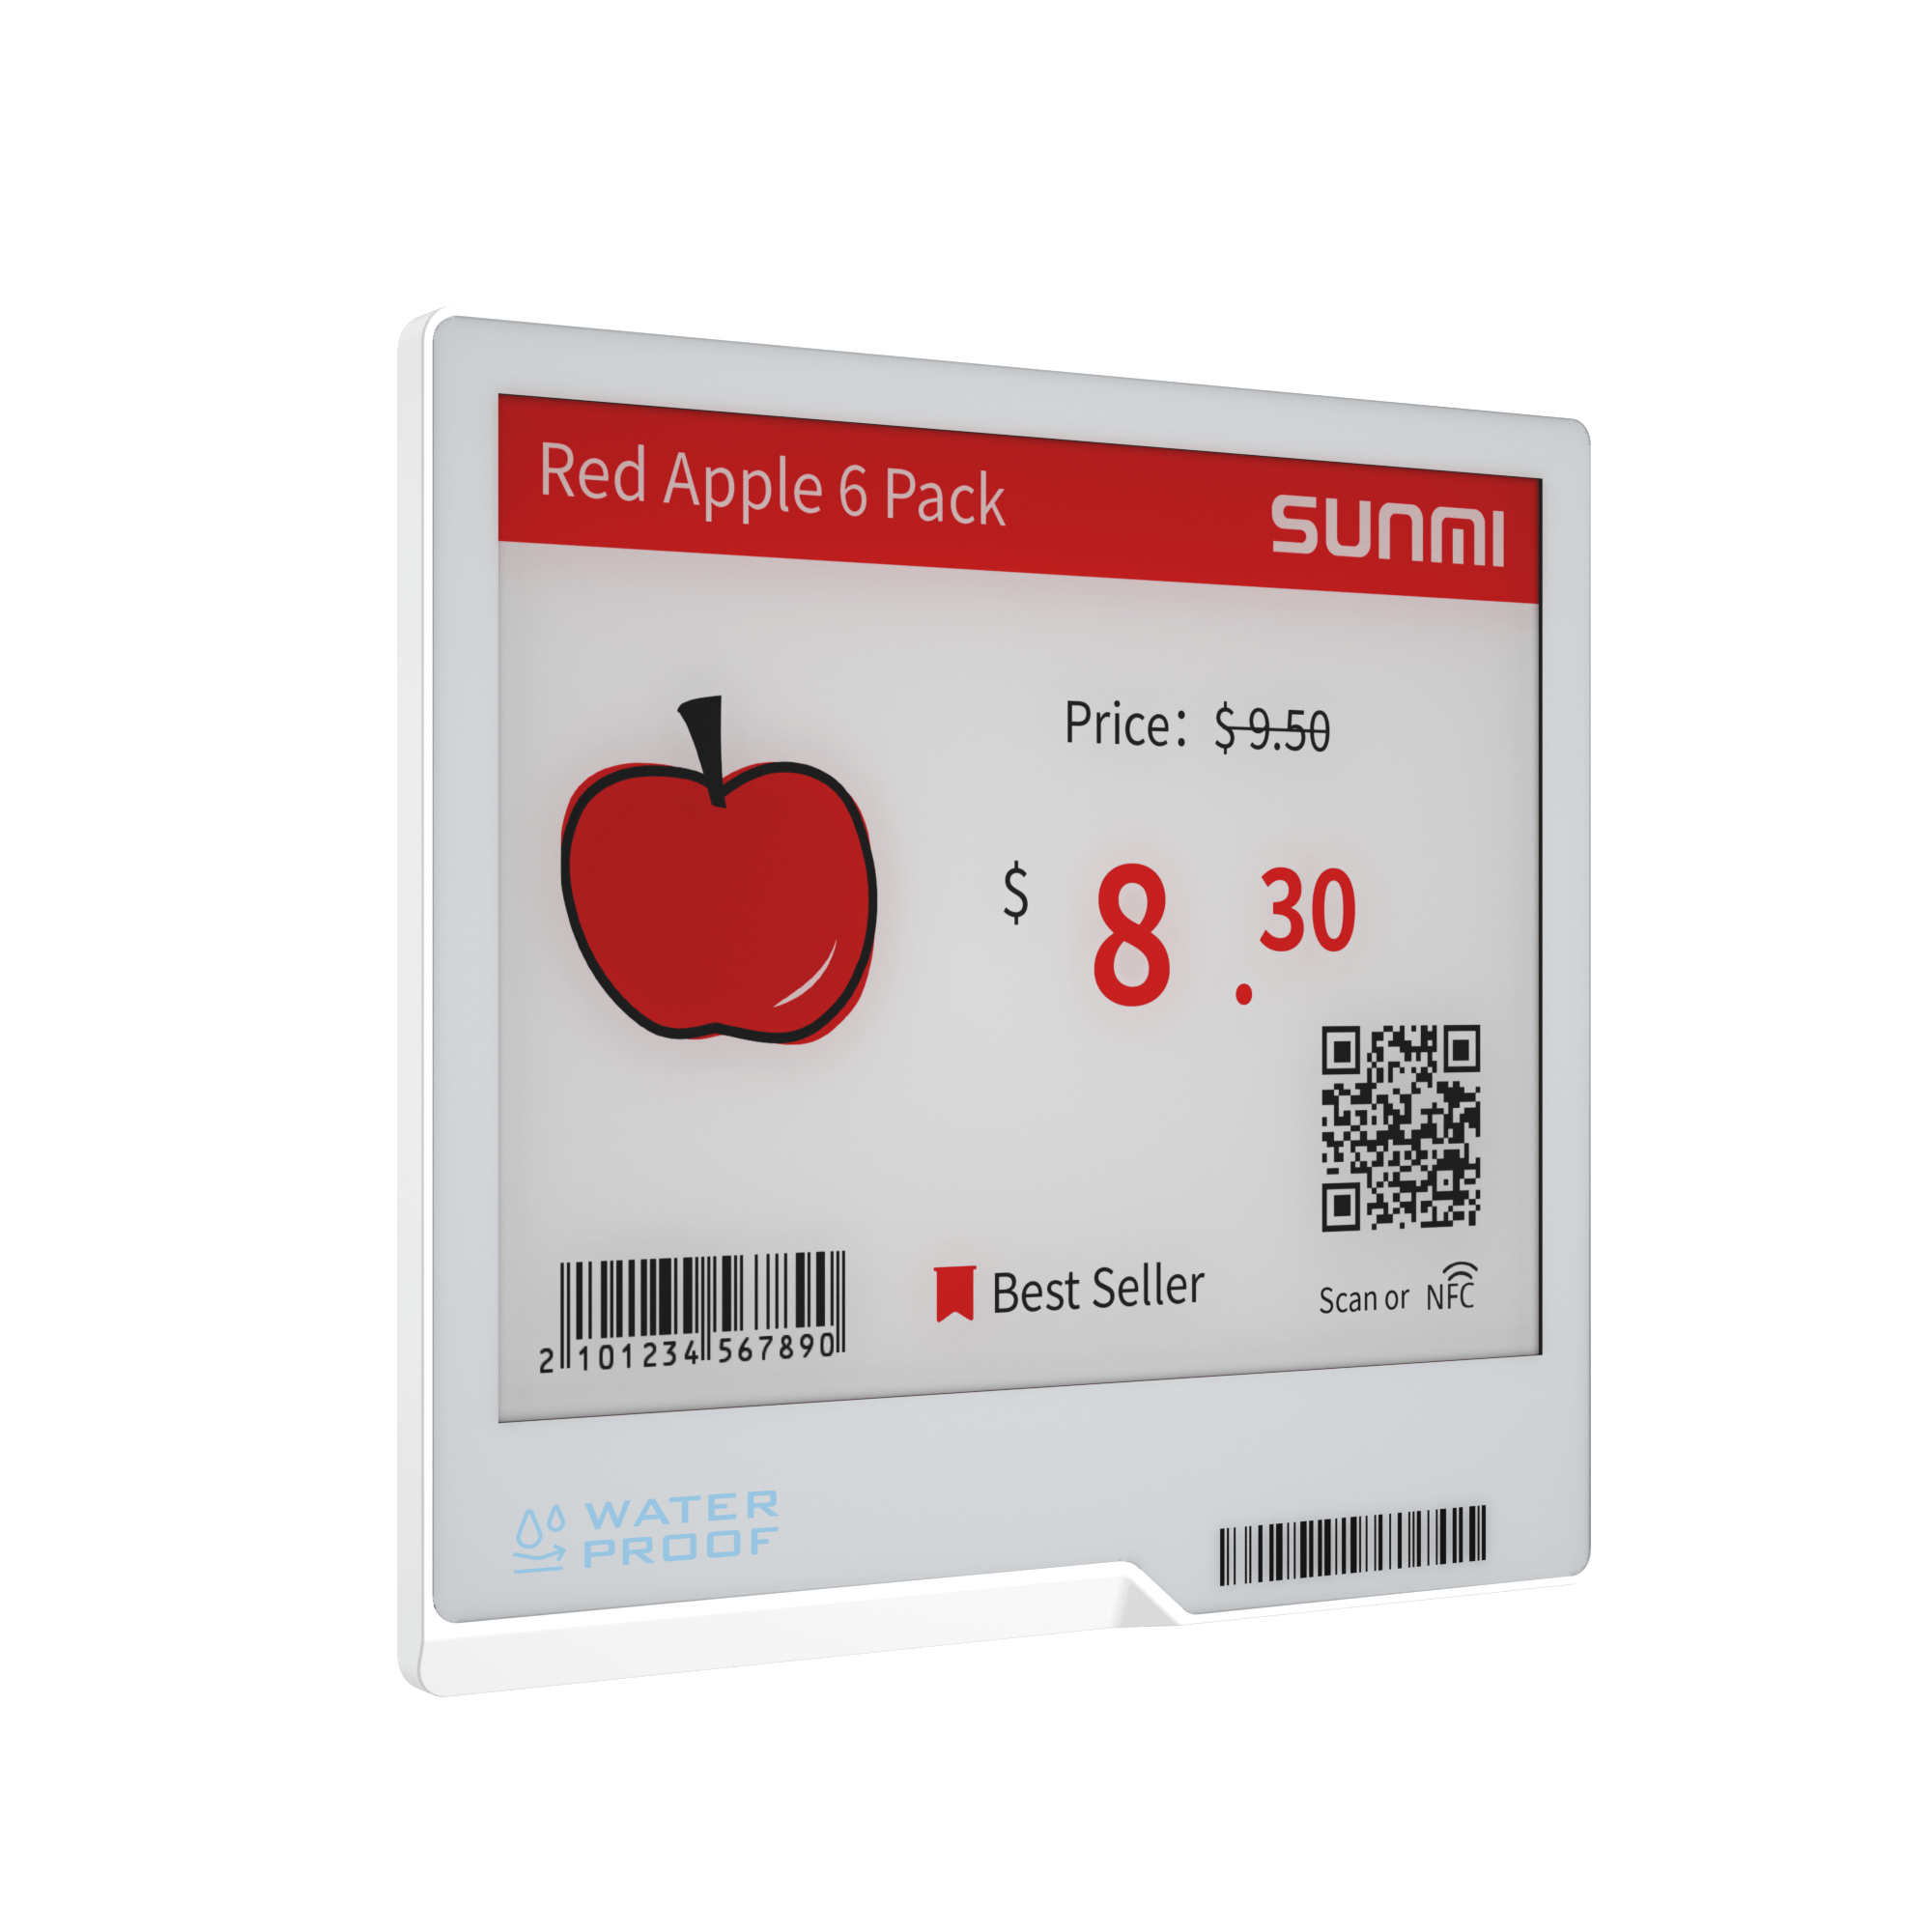 Red Apple 6 Pack
SUNMI
Price: $ 9.50
$ 8.30
Best Seller
Scan or NFC
2 101234 567890
WATER
PROOF